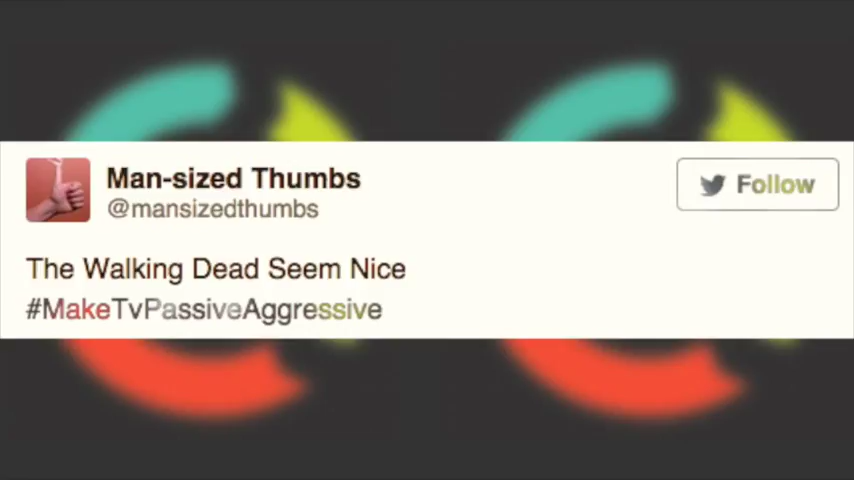 Man-sized Thumbs
@mansizedthumbs
Follow
The Walking Dead Seem Nice
#MakeTvPassiveAggressive